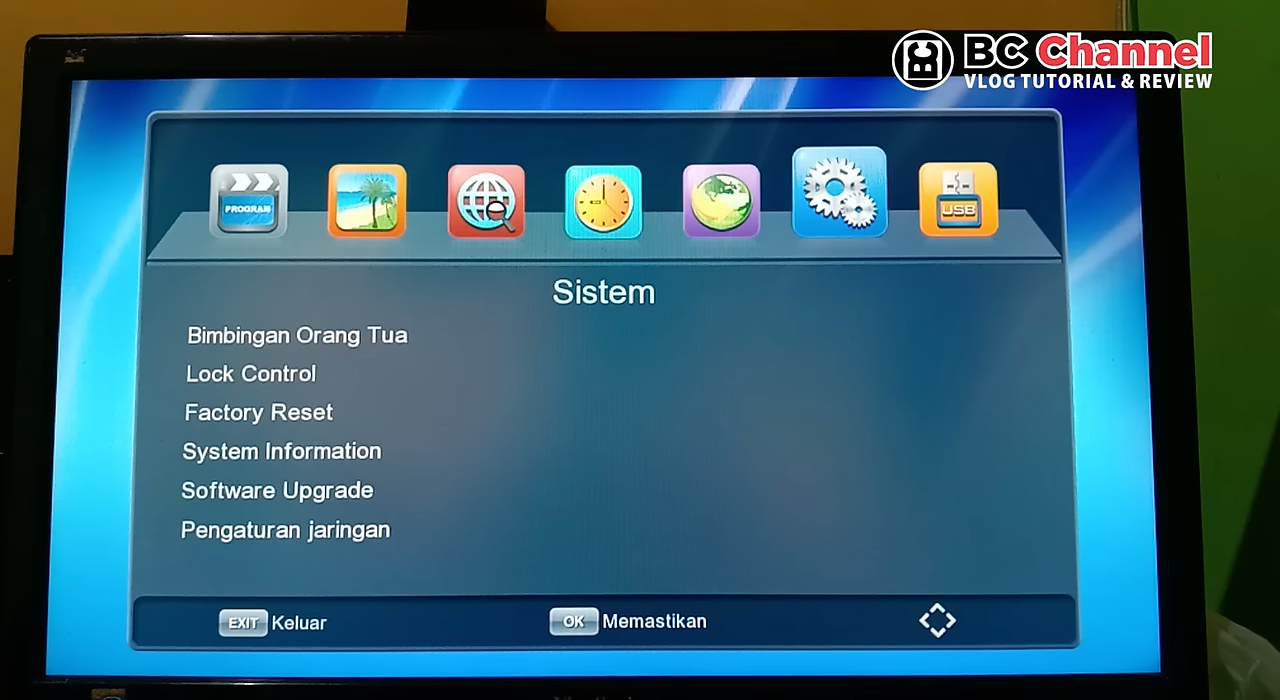 BC Channel
VLOG TUTORIAL & REVIEW
PROGRAM
USB
Sistem
Bimbingan Orang Tua
Lock Control
Factory Reset
System Information
Software Upgrade
Pengaturan jaringan
EXIT Keluar
OK Memastikan